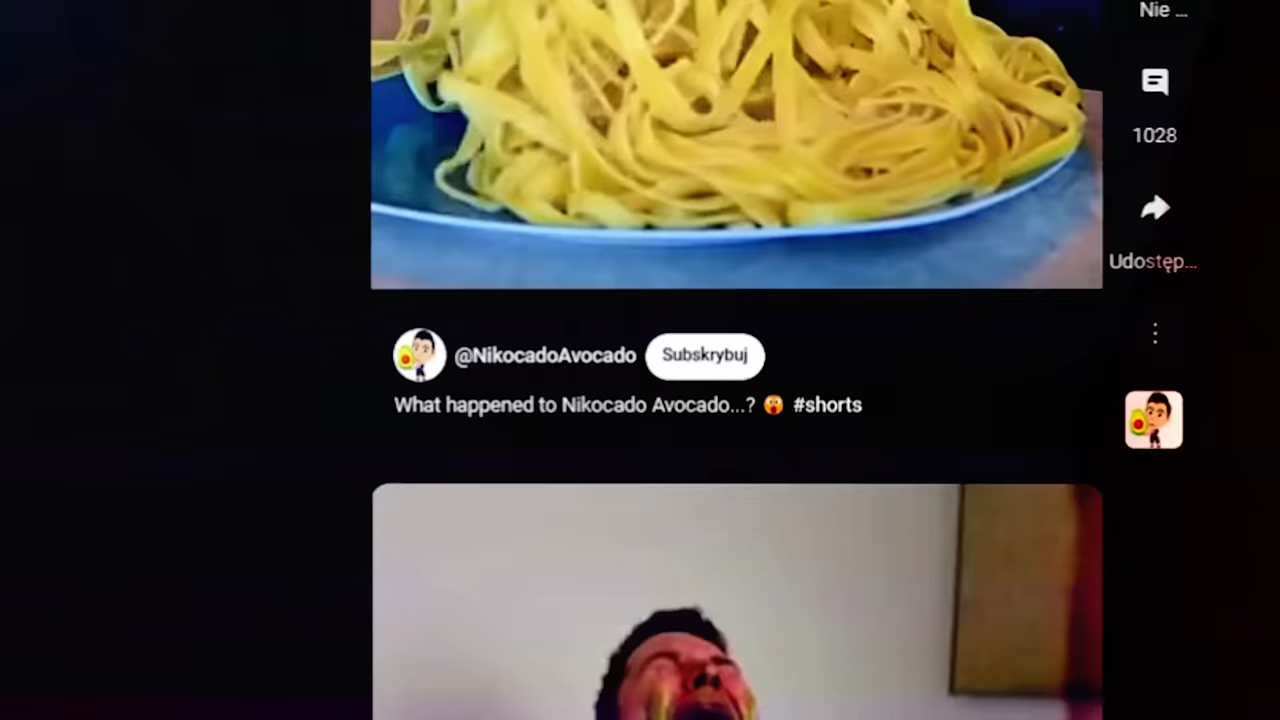 Nie ...
1028
Udostęp...
@NikocadoAvocado Subskrybuj
What happened to Nikocado Avocado...? 😱 #shorts